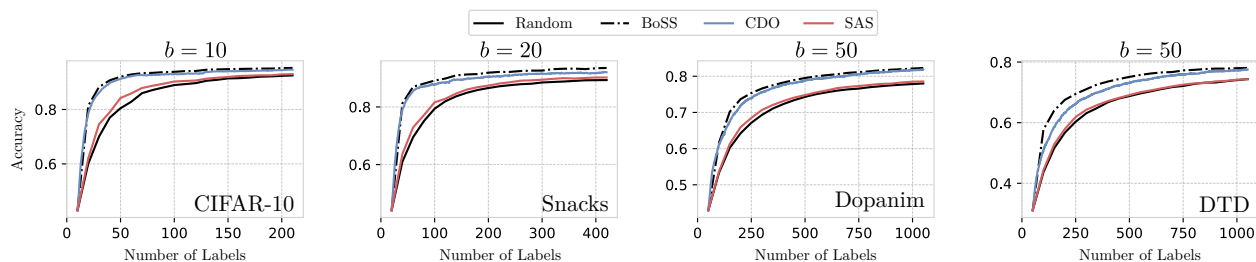 Random BoSS CDO SAS
b = 10
b = 20
b = 50
b = 50
Accuracy
0.8
0.6
0 50 100 150 200
Number of Labels
CIFAR-10
0.8
0.6
0 100 200 300 400
Number of Labels
Snacks
0.8
0.7
0.6
0.5
0 250 500 750 1000
Number of Labels
Dopanim
0.8
0.6
0.4
0 250 500 750 1000
Number of Labels
DTD